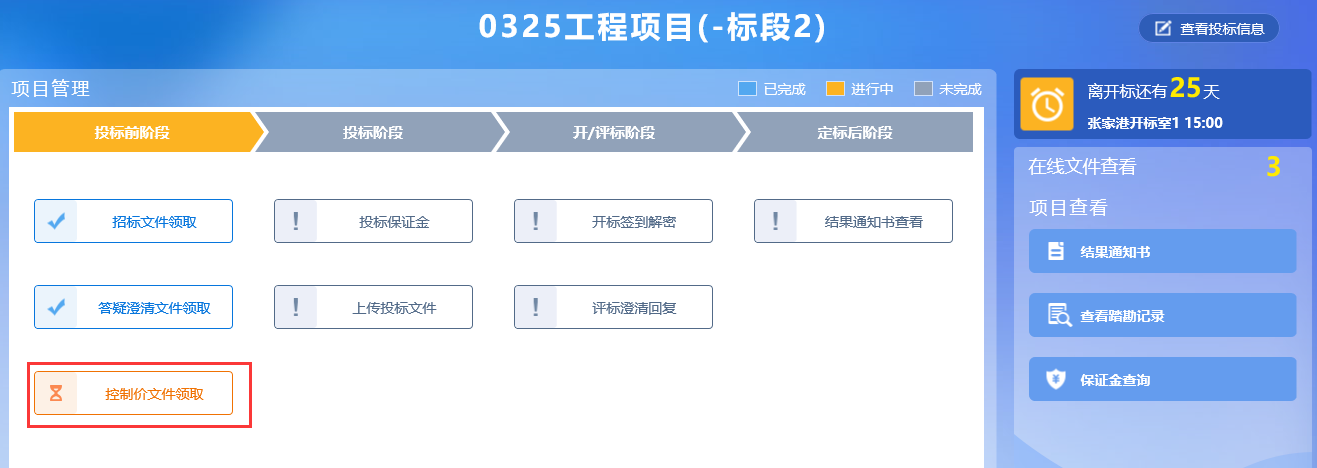 0325工程项目(-标段2)
查看投标信息
项目管理
已完成
进行中
未完成
投标前阶段
投标阶段
开/评标阶段
定标后阶段
招标文件领取
投标保证金
开标签到解密
结果通知书查看
答疑澄清文件领取
上传投标文件
评标澄清回复
控制价文件领取
离开标还有25天
张家港开标室1 15:00
在线文件查看 3
项目查看
结果通知书
查看踏勘记录
保证金查询